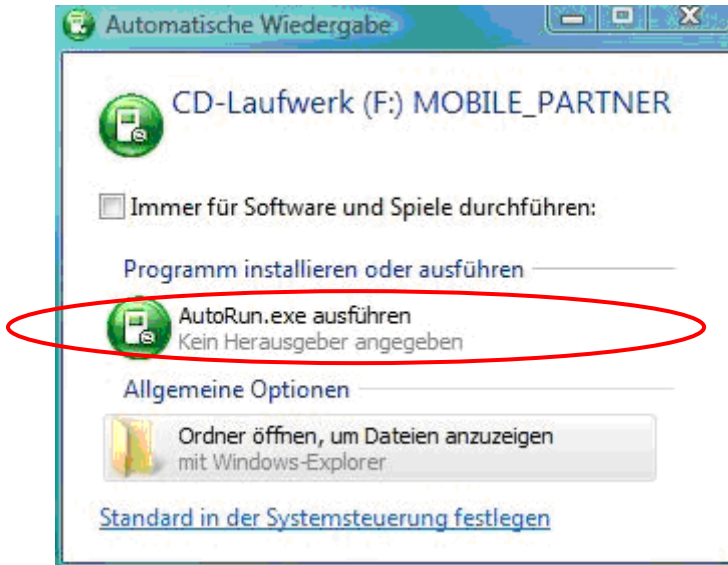 Automatische Wiedergabe
CD-Laufwerk (F:) MOBILE_PARTNER
Immer für Software und Spiele durchführen:
Programm installieren oder ausführen
AutoRun.exe ausführen
Kein Herausgeber angegeben
Allgemeine Optionen
Ordner öffnen, um Dateien anzuzeigen
mit Windows-Explorer
Standard in der Systemsteuerung festlegen